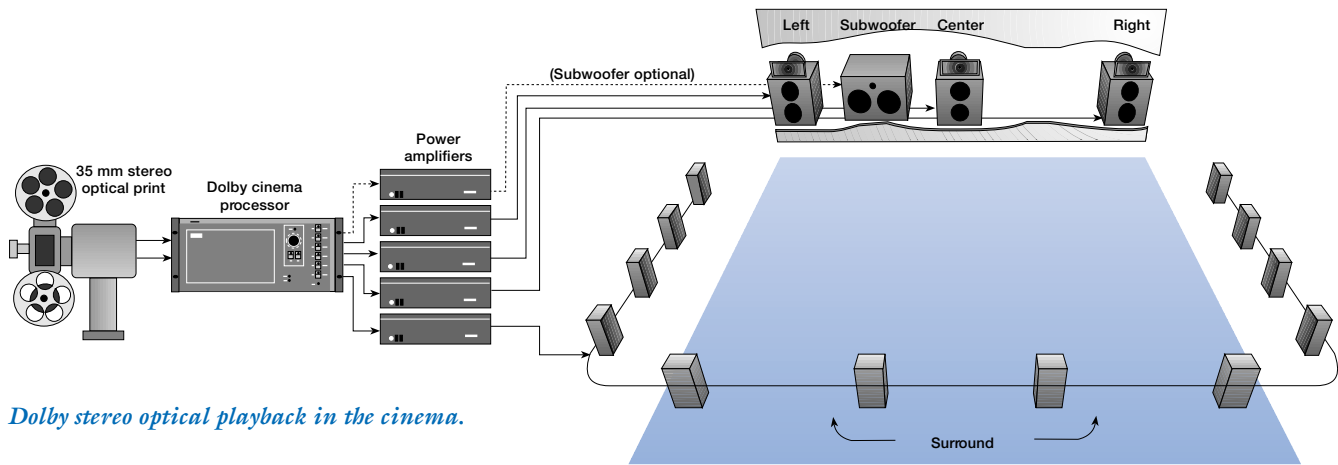 Left Subwoofer Center Right
(Subwoofer optional)
Power
amplifiers
35 mm stereo
optical print
Dolby cinema
processor
Dolby stereo optical playback in the cinema.
Surround